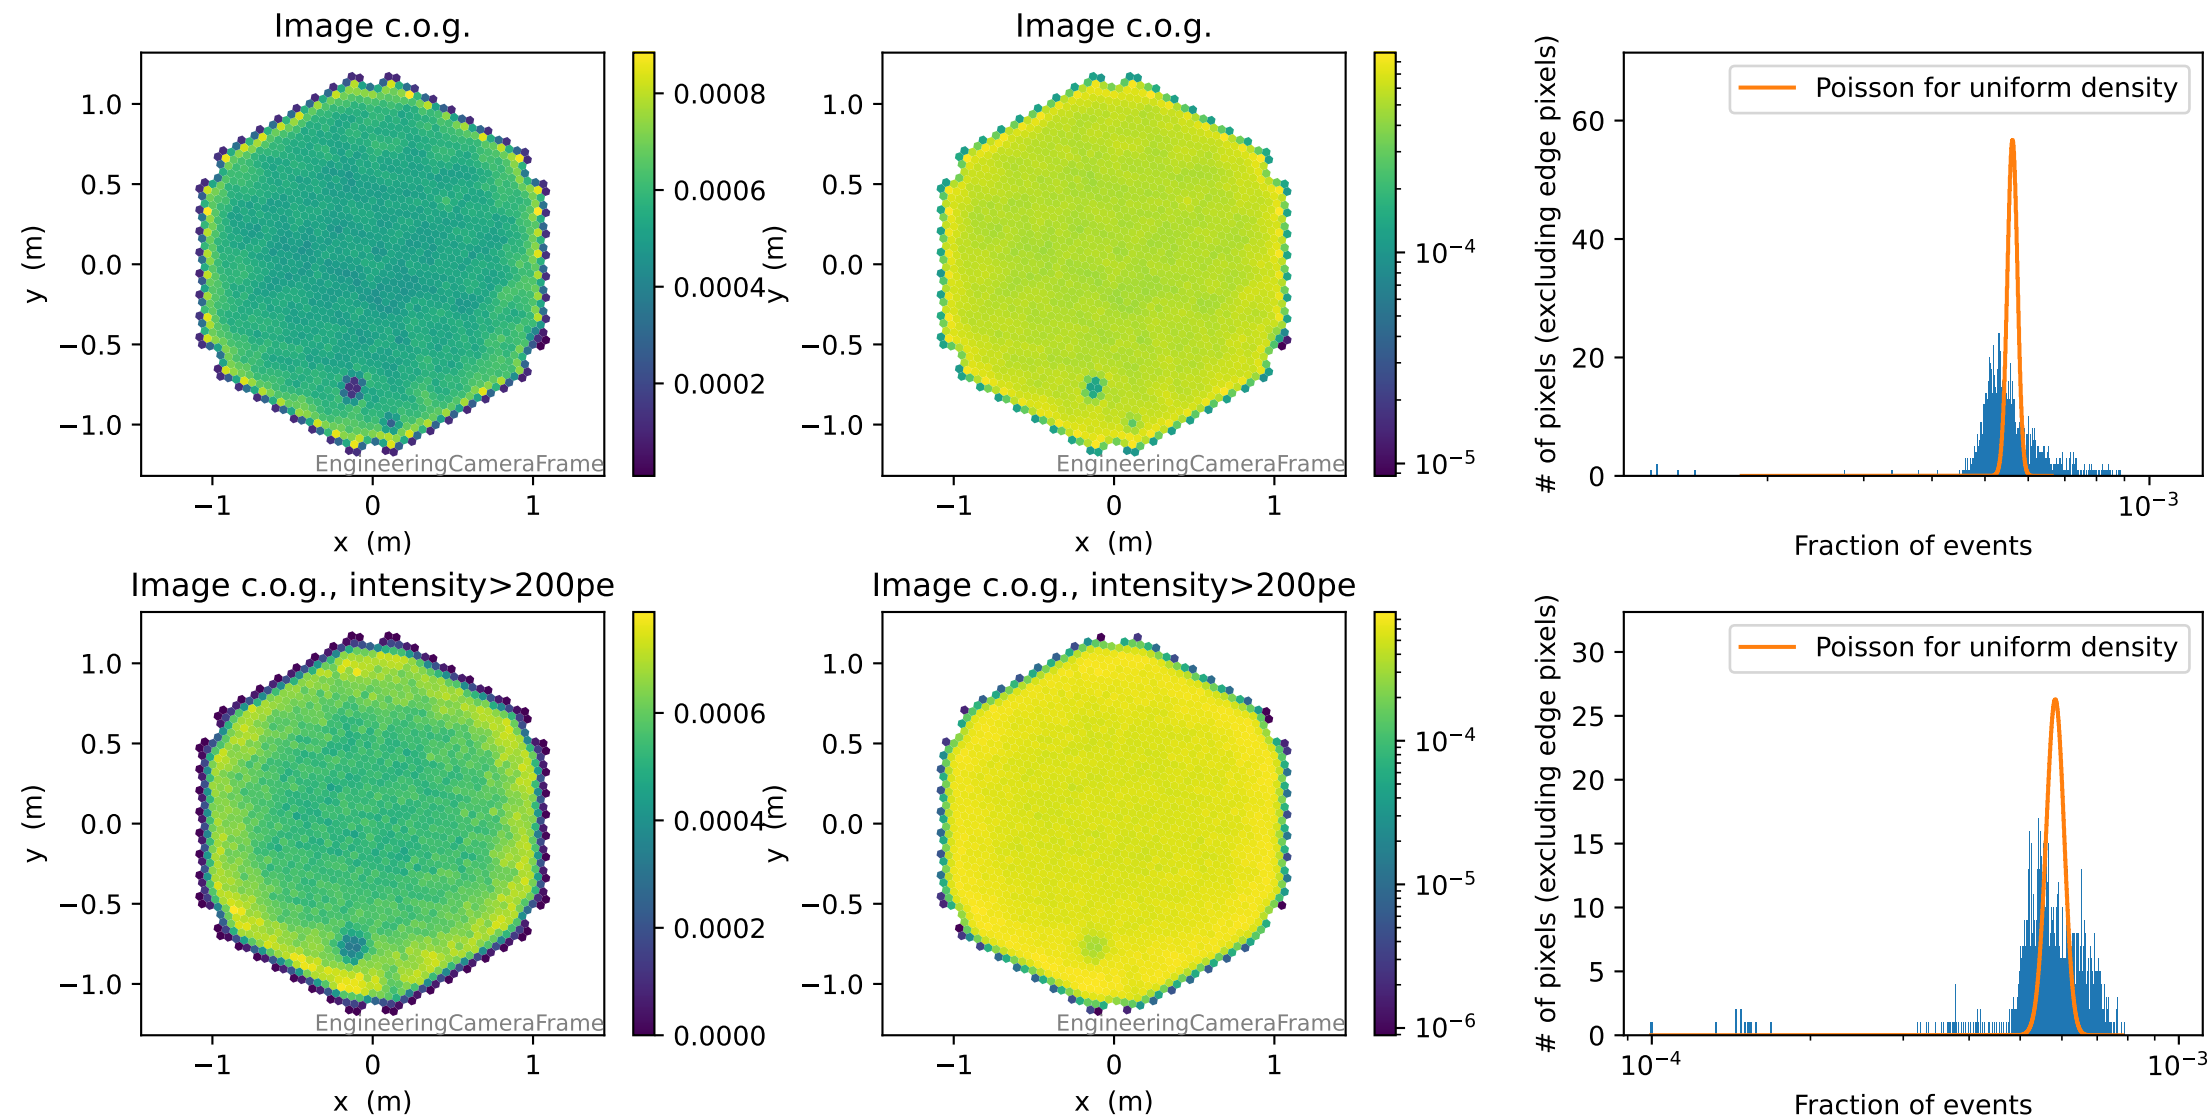 Image c.o.g.
1.0
0.5
0.0
−0.5
−1.0
y (m)
−1
0
1
x (m)
EngineeringCameraFrame
0.0008
0.0006
0.0004
0.0002
Image c.o.g.
1.0
0.5
0.0
−0.5
−1.0
y (m)
−1
0
1
x (m)
EngineeringCameraFrame
10⁻⁴
10⁻⁵
# of pixels (excluding edge pixels)
60
40
20
0
Poisson for uniform density
10⁻³
Fraction of events
Image c.o.g., intensity>200pe
1.0
0.5
0.0
−0.5
−1.0
y (m)
−1
0
1
x (m)
EngineeringCameraFrame
0.0006
0.0004
0.0002
0.0000
Image c.o.g., intensity>200pe
1.0
0.5
0.0
−0.5
−1.0
y (m)
−1
0
1
x (m)
EngineeringCameraFrame
10⁻⁴
10⁻⁵
10⁻⁶
# of pixels (excluding edge pixels)
30
25
20
15
10
5
0
Poisson for uniform density
10⁻⁴
10⁻³
Fraction of events